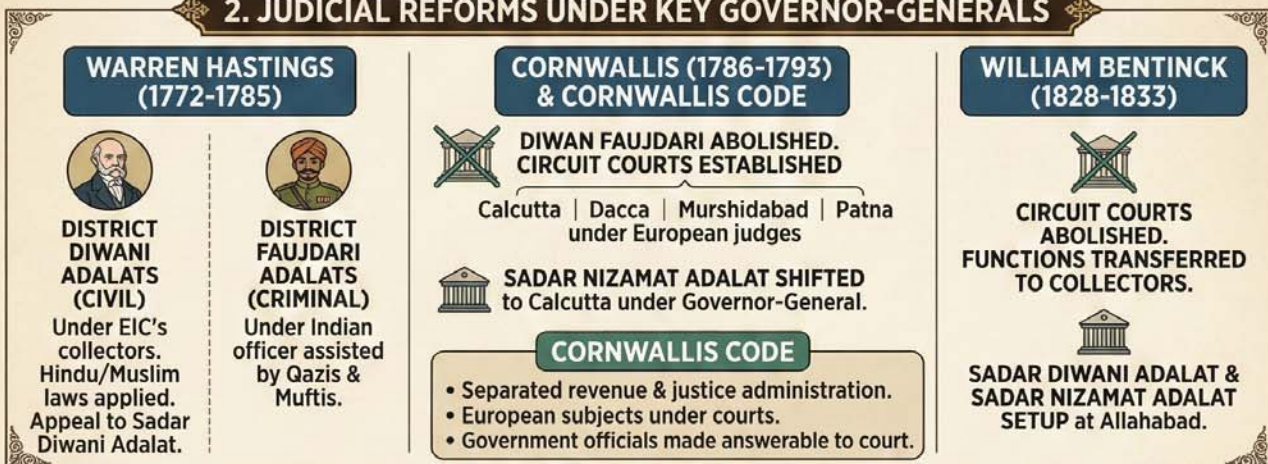 2. JUDICIAL REFORMS UNDER KEY GOVERNOR-GENERALS
WARREN HASTINGS
(1772-1785)
DISTRICT
DIWANI
ADALATS
(CIVIL)
Under EIC's
collectors.
Hindu/Muslim
laws applied.
Appeal to Sadar
Diwani Adalat.
DISTRICT
FAUJDARI
ADALATS
(CRIMINAL)
Under Indian
officer assisted
by Qazis &
Muftis.
CORNWALLIS (1786-1793)
& CORNWALLIS CODE
DIWAN FAUJDARI ABOLISHED.
CIRCUIT COURTS ESTABLISHED
Calcutta | Dacca | Murshidabad | Patna
under European judges
SADAR NIZAMAT ADALAT SHIFTED
to Calcutta under Governor-General.
CORNWALLIS CODE
• Separated revenue & justice administration.
• European subjects under courts.
• Government officials made answerable to court.
WILLIAM BENTINCK
(1828-1833)
CIRCUIT COURTS
ABOLISHED.
FUNCTIONS TRANSFERRED
TO COLLECTORS.
SADAR DIWANI ADALAT &
SADAR NIZAMAT ADALAT
SETUP at Allahabad.